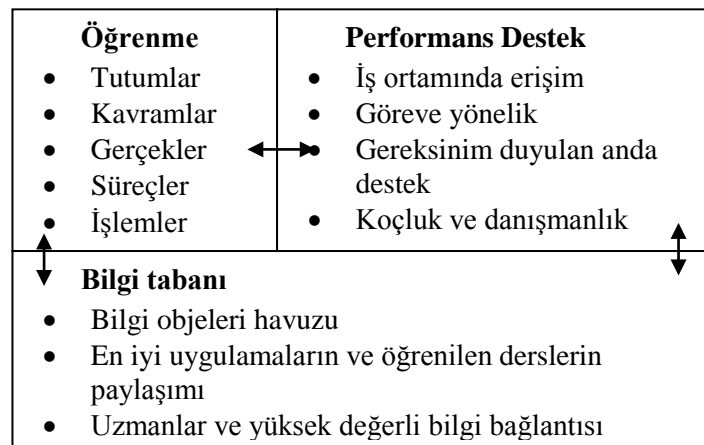 Öğrenme
• Tutumlar
• Kavramlar
• Gerçekler
• Süreçler
• İşlemler
Performans Destek
• İş ortamında erişim
• Göreve yönelik
• Gereksinim duyulan anda
destek
• Koçluk ve danışmanlık
Bilgi tabanı
• Bilgi objeleri havuzu
• En iyi uygulamaların ve öğrenilen derslerin
paylaşımı
• Uzmanlar ve yüksek değerli bilgi bağlantısı